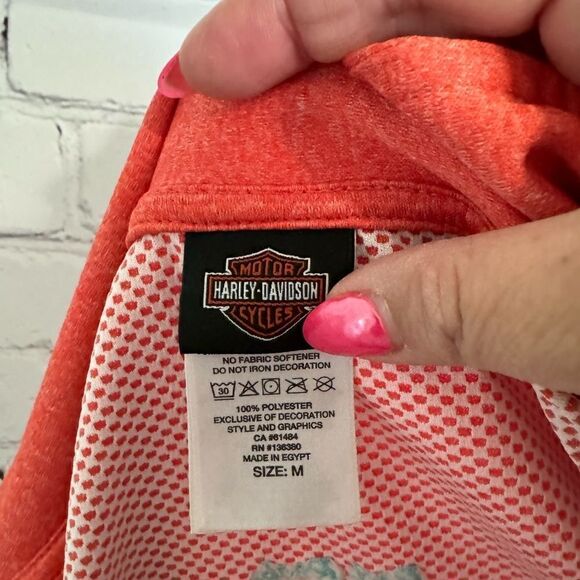 MOTOR
HARLEY-DAVIDSON
CYCLES
NO FABRIC SOFTENER
DO NOT IRON DECORATION
30
100% POLYESTER
EXCLUSIVE OF DECORATION
STYLE AND GRAPHICS
CA #61484
RN #136380
MADE IN EGYPT
SIZE: M